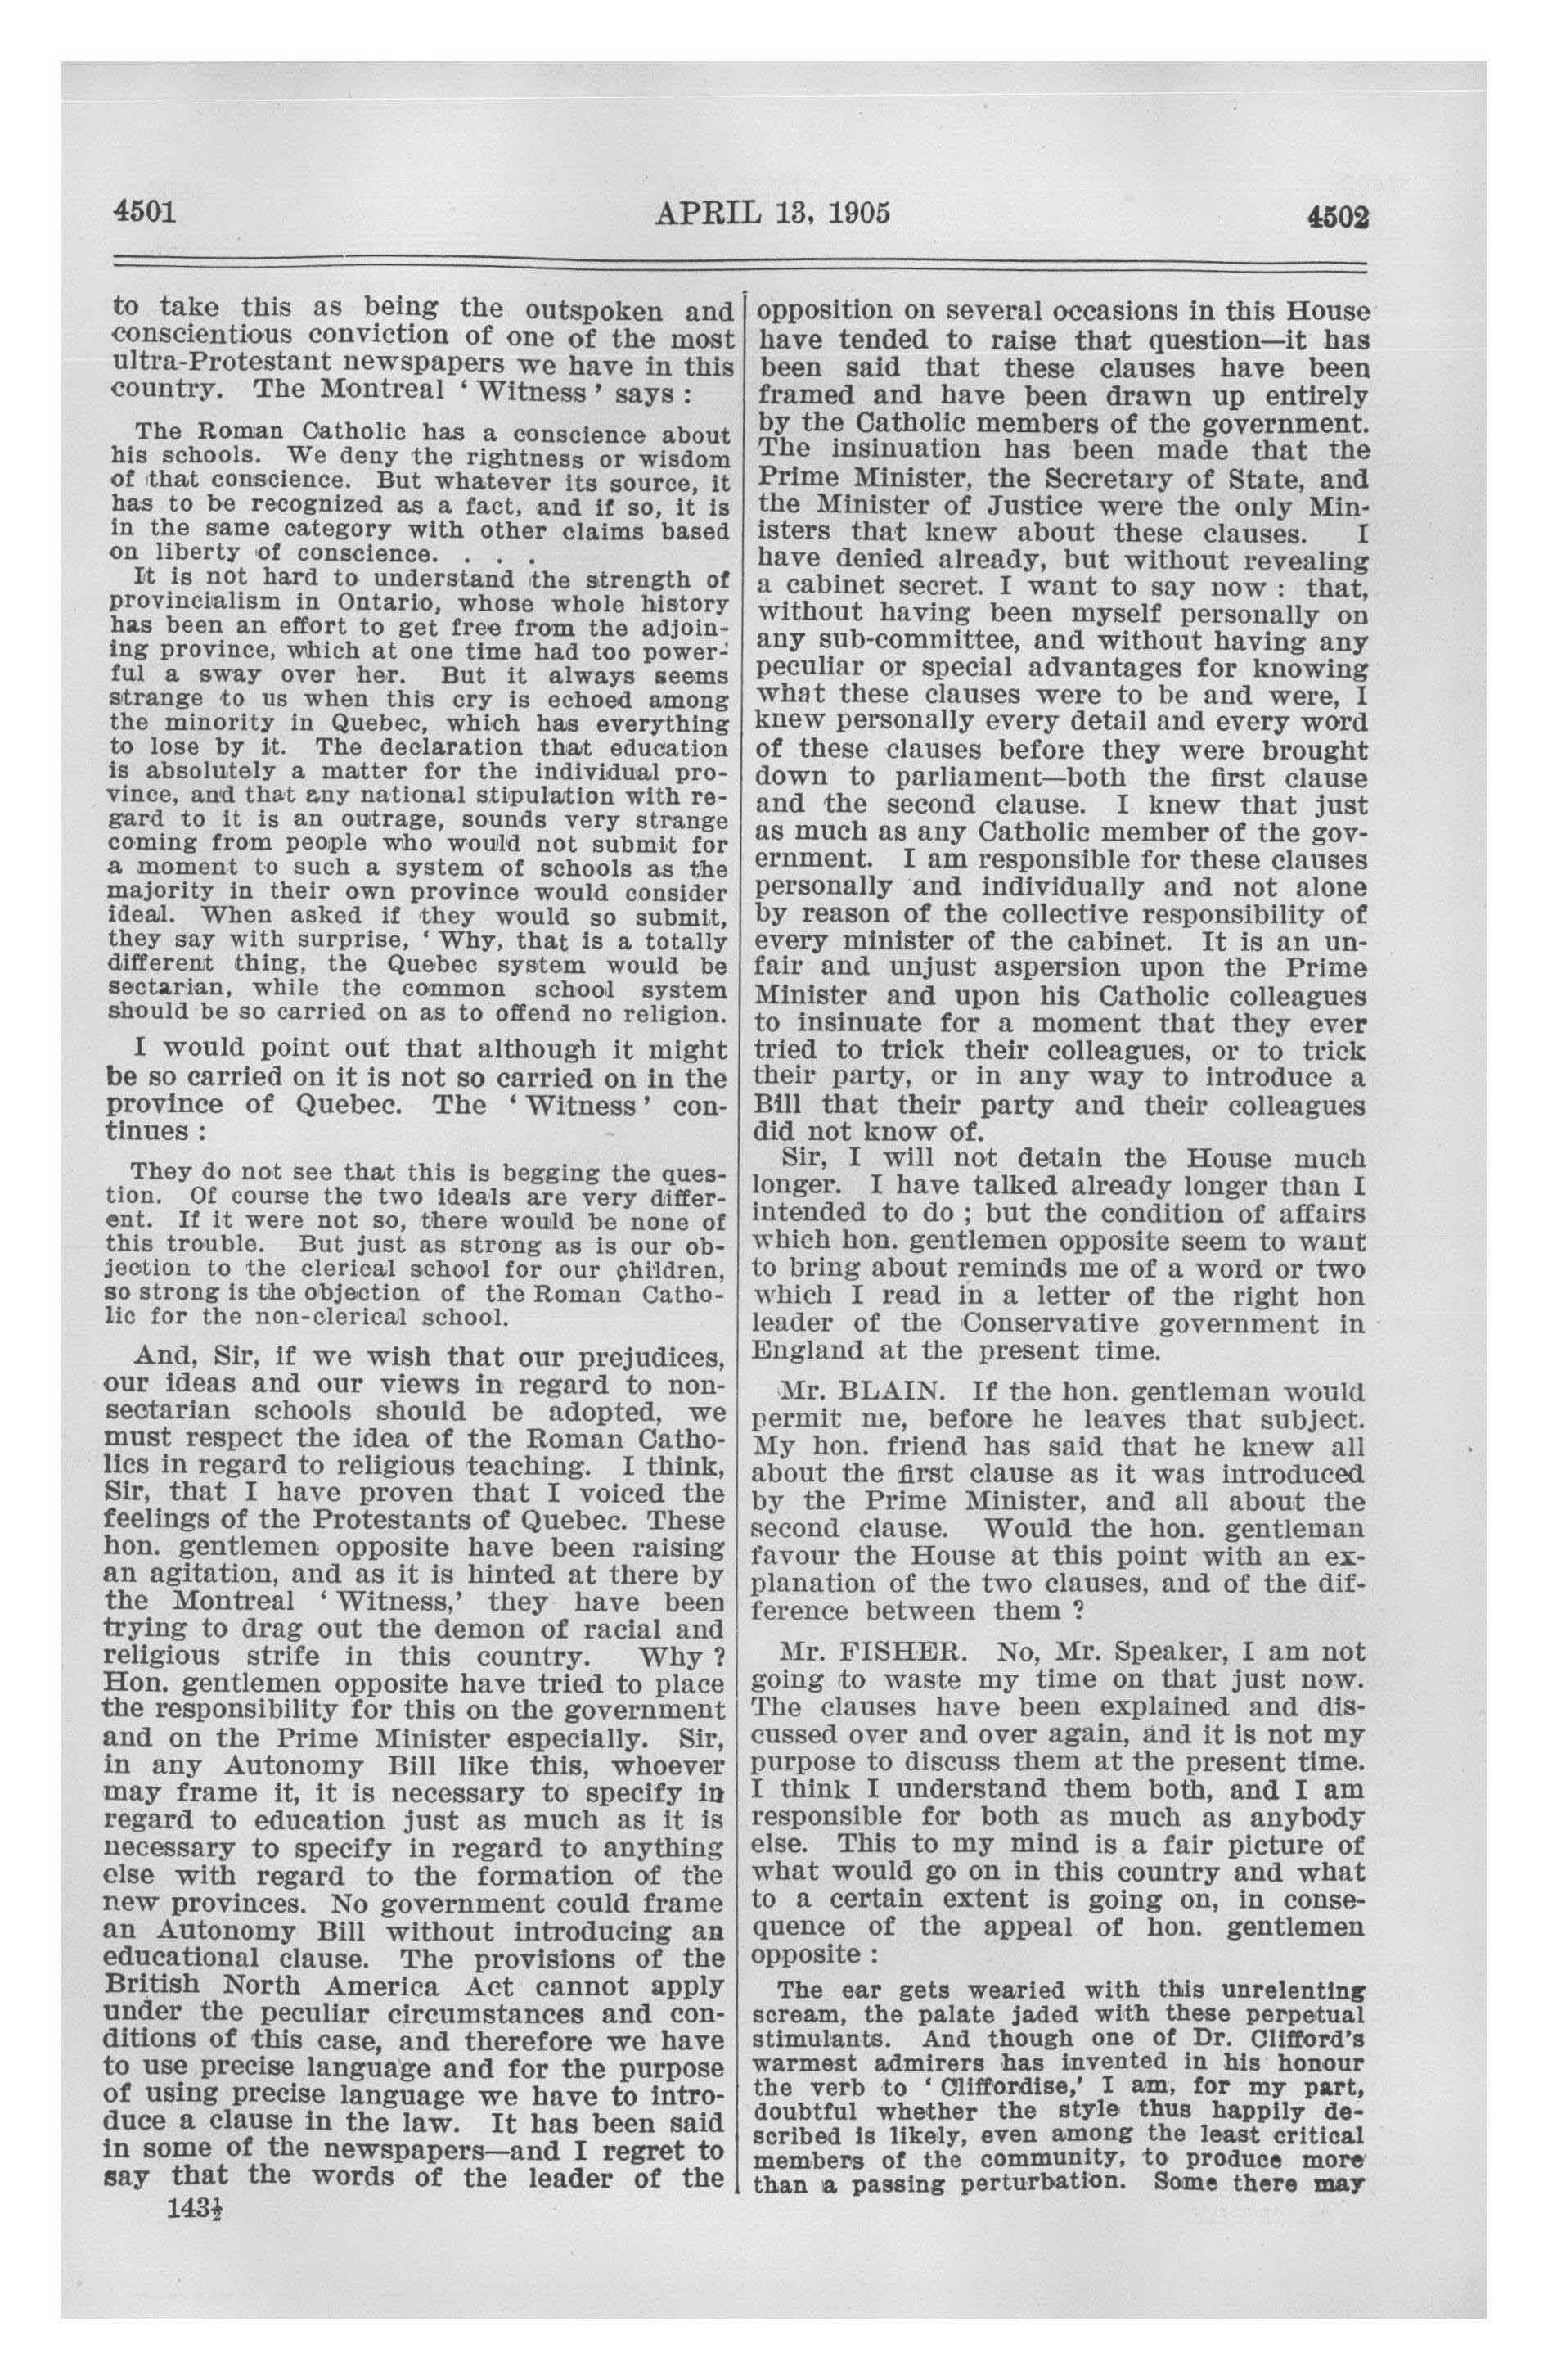 4501
APRIL 13, 1905
4502
to take this as being the outspoken and
conscientious conviction of one of the most
ultra-Protestant newspapers we have in this
country. The Montreal ‘ Witness ’ says :
The Roman Catholic has a conscience about
his schools. We deny the rightness or wisdom
of that conscience. But whatever its source, it
has to be recognized as a fact, and if so, it is
in the same category with other claims based
on liberty of conscience. . . .
It is not hard to understand the strength of
provincialism in Ontario, whose whole history
has been an effort to get free from the adjoin-
ing province, which at one time had too power-
ful a sway over her. But it always seems
strange to us when this cry is echoed among
the minority in Quebec, which has everything
to lose by it. The declaration that education
is absolutely a matter for the individual pro-
vince, and that any national stipulation with re-
gard to it is an outrage, sounds very strange
coming from people who would not submit for
a moment to such a system of schools as the
majority in their own province would consider
ideal. When asked if they would so submit,
they say with surprise, ‘ Why, that is a totally
different thing, the Quebec system would be
sectarian, while the common school system
should be so carried on as to offend no religion.
I would point out that although it might
be so carried on it is not so carried on in the
province of Quebec. The ‘ Witness ’ con-
tinues :
They do not see that this is begging the ques-
tion. Of course the two ideals are very differ-
ent. If it were not so, there would be none of
this trouble. But just as strong as is our ob-
jection to the clerical school for our children,
so strong is the objection of the Roman Catho-
lic for the non-clerical school.
And, Sir, if we wish that our prejudices,
our ideas and our views in regard to non-
sectarian schools should be adopted, we
must respect the idea of the Roman Catho-
lics in regard to religious teaching. I think,
Sir, that I have proven that I voiced the
feelings of the Protestants of Quebec. These
hon. gentlemen opposite have been raising
an agitation, and as it is hinted at there by
the Montreal ‘ Witness,’ they have been
trying to drag out the demon of racial and
religious strife in this country. Why ?
Hon. gentlemen opposite have tried to place
the responsibility for this on the government
and on the Prime Minister especially. Sir,
in any Autonomy Bill like this, whoever
may frame it, it is necessary to specify in
regard to education just as much as it is
necessary to specify in regard to anything
else with regard to the formation of the
new provinces. No government could frame
an Autonomy Bill without introducing an
educational clause. The provisions of the
British North America Act cannot apply
under the peculiar circumstances and con-
ditions of this case, and therefore we have
to use precise language and for the purpose
of using precise language we have to intro-
duce a clause in the law. It has been said
in some of the newspapers—and I regret to
say that the words of the leader of the
143½
opposition on several occasions in this House
have tended to raise that question—it has
been said that these clauses have been
framed and have been drawn up entirely
by the Catholic members of the government.
The insinuation has been made that the
Prime Minister, the Secretary of State, and
the Minister of Justice were the only Min-
isters that knew about these clauses. I
have denied already, but without revealing
a cabinet secret. I want to say now : that,
without having been myself personally on
any sub-committee, and without having any
peculiar or special advantages for knowing
what these clauses were to be and were, I
knew personally every detail and every word
of these clauses before they were brought
down to parliament—both the first clause
and the second clause. I knew that just
as much as any Catholic member of the gov-
ernment. I am responsible for these clauses
personally and individually and not alone
by reason of the collective responsibility of
every minister of the cabinet. It is an un-
fair and unjust aspersion upon the Prime
Minister and upon his Catholic colleagues
to insinuate for a moment that they ever
tried to trick their colleagues, or to trick
their party, or in any way to introduce a
Bill that their party and their colleagues
did not know of.
Sir, I will not detain the House much
longer. I have talked already longer than I
intended to do ; but the condition of affairs
which hon. gentlemen opposite seem to want
to bring about reminds me of a word or two
which I read in a letter of the right hon
leader of the Conservative government in
England at the present time.
Mr. BLAIN. If the hon. gentleman would
permit me, before he leaves that subject.
My hon. friend has said that he knew all
about the first clause as it was introduced
by the Prime Minister, and all about the
second clause. Would the hon. gentleman
favour the House at this point with an ex-
planation of the two clauses, and of the dif-
ference between them ?
Mr. FISHER. No, Mr. Speaker, I am not
going to waste my time on that just now.
The clauses have been explained and dis-
cussed over and over again, and it is not my
purpose to discuss them at the present time.
I think I understand them both, and I am
responsible for both as much as anybody
else. This to my mind is a fair picture of
what would go on in this country and what
to a certain extent is going on, in conse-
quence of the appeal of hon. gentlemen
opposite :
The ear gets wearied with this unrelenting
scream, the palate jaded with these perpetual
stimulants. And though one of Dr. Clifford's
warmest admirers has invented in his honour
the verb to ‘ Cliffordise,’ I am, for my part,
doubtful whether the style thus happily de-
scribed is likely, even among the least critical
members of the community, to produce more
than a passing perturbation. Some there may